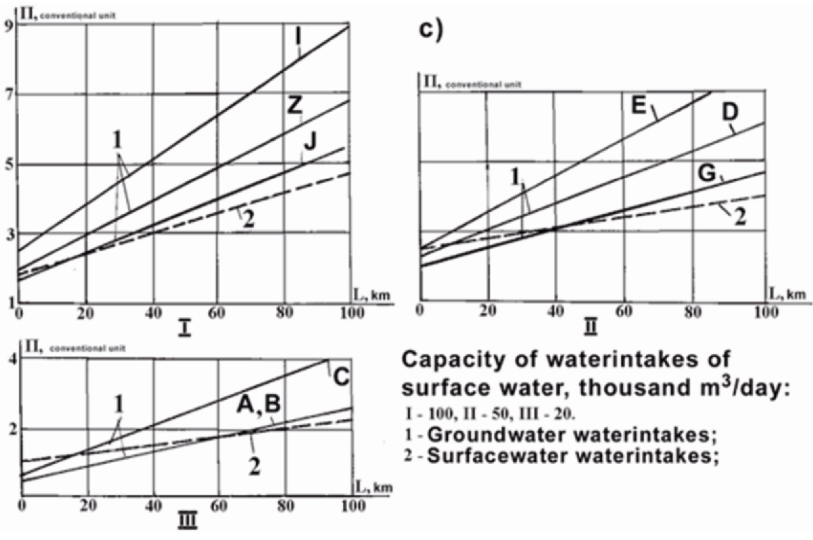 П, conventional unit
9
7
5
3
1
I
Z
J
1
2
0
20
40
60
80
100
L, km
I
c)
П, conventional unit
E
D
G
1
2
0
20
40
60
80
100
L, km
II
П, conventional unit
4
2
C
A,B
1
2
0
20
40
60
80
100
L, km
III
Capacity of waterintakes of
surface water, thousand m³/day:
I - 100, II - 50, III - 20.
1 - Groundwater waterintakes;
2 - Surfacewater waterintakes;